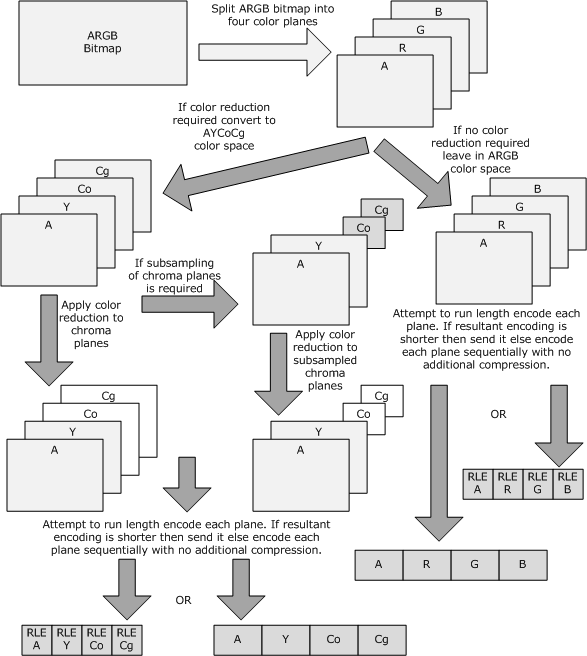 ARGB
Bitmap
Split ARGB bitmap into
four color planes
B
G
R
A
If color reduction
required convert to
AYCoCg
color space
If no color
reduction required
leave in ARGB
color space
Cg
Co
Y
A
If subsampling
of chroma planes
is required
Cg
Co
Y
A
B
G
R
A
Apply color
reduction to
chroma
planes
Apply color
reduction to
subsampled
chroma
planes
Attempt to run length encode each
plane. If resultant encoding is
shorter then send it else encode
each plane sequentially with no
additional compression.
Cg
Co
Y
A
Cg
Co
Y
A
OR
RLE A
RLE R
RLE G
RLE B
Attempt to run length encode each plane. If resultant
encoding is shorter then send it else encode each
plane sequentially with no additional compression.
A R G B
OR
RLE A
RLE Y
RLE Co
RLE Cg
A Y Co Cg